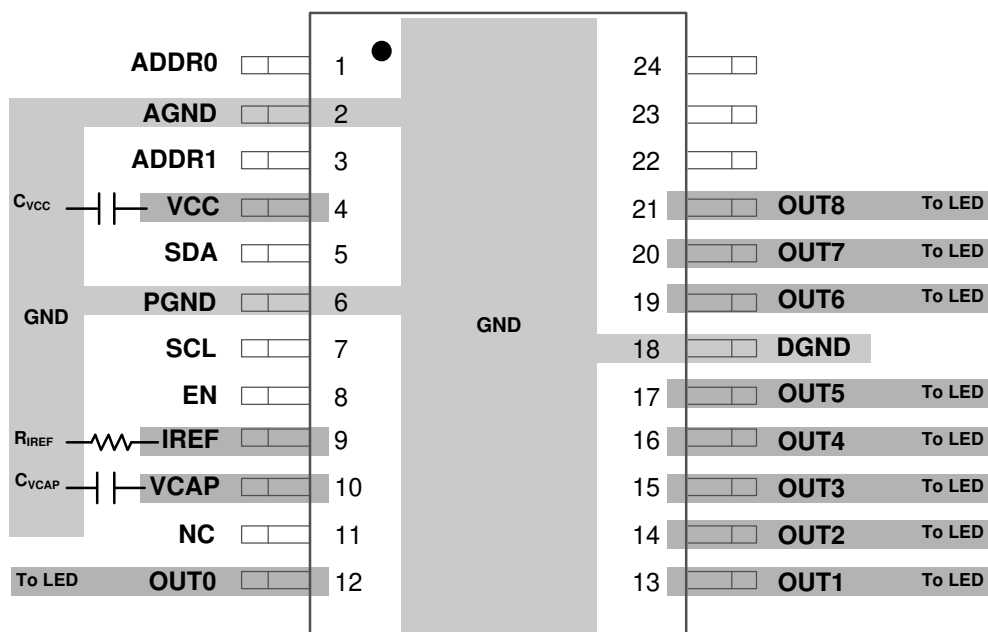 ADDR0 1 24
AGND 2 23
ADDR1 3 22
CVCC VCC 4 21 OUT8 To LED
SDA 5 20 OUT7 To LED
PGND 6 19 OUT6 To LED
GND GND
SCL 7 18 DGND
EN 8 17 OUT5 To LED
RIREF IREF 9 16 OUT4 To LED
CVCAP VCAP 10 15 OUT3 To LED
NC 11 14 OUT2 To LED
To LED OUT0 12 13 OUT1 To LED